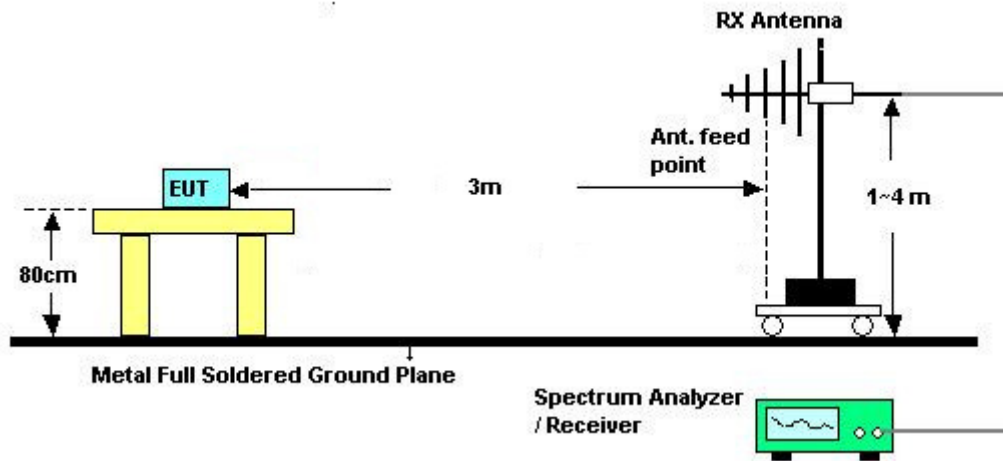 RX Antenna
Ant. feed
point
EUT
3m
1~4 m
80cm
Metal Full Soldered Ground Plane
Spectrum Analyzer
/ Receiver